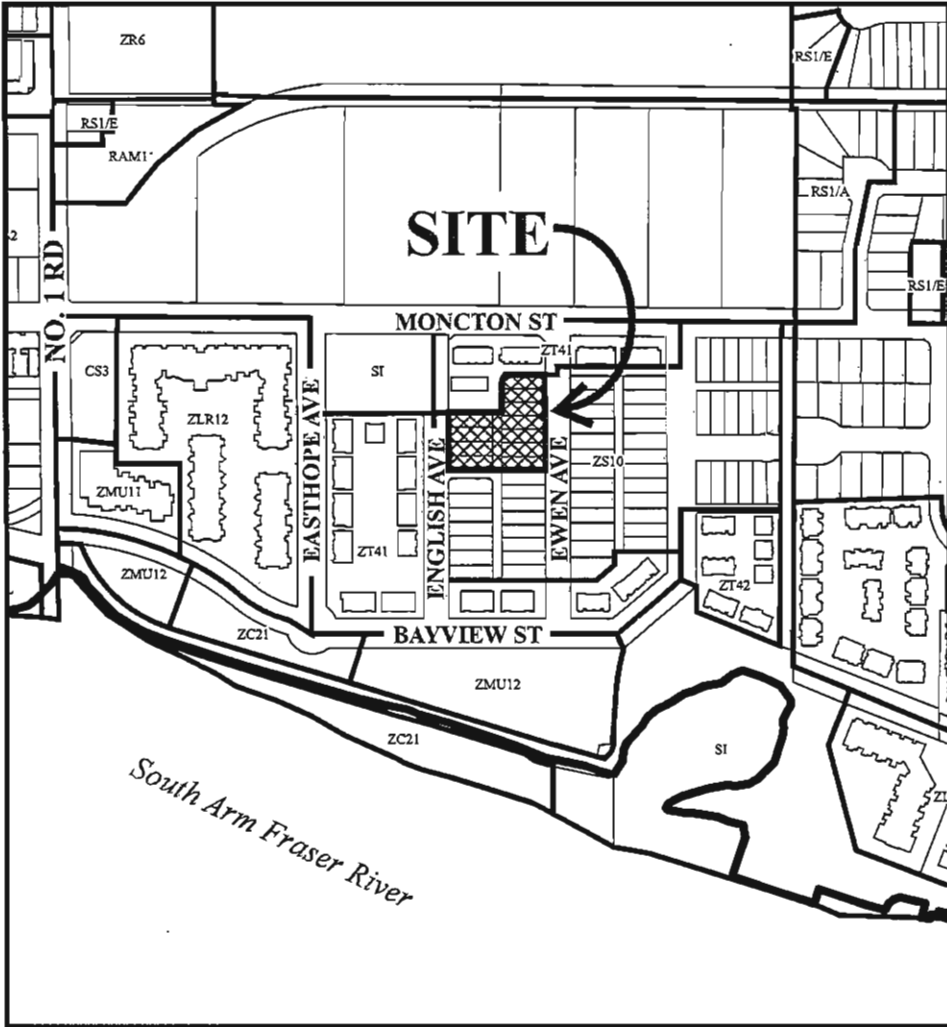 ZR6
RS1/E
RS1/E
RAM1
RS1/A
SITE
RS1/E
NO. 1 RD
MONCTON ST
ZT41
CS3
SI
ZLR12
EASTHOPE AVE
ENGLISH AVE
EWEN AVE
ZS10
ZMU11
ZT41
ZMU12
ZT42
ZC21
BAYVIEW ST
ZMU12
ZC21
SI
South Arm Fraser River